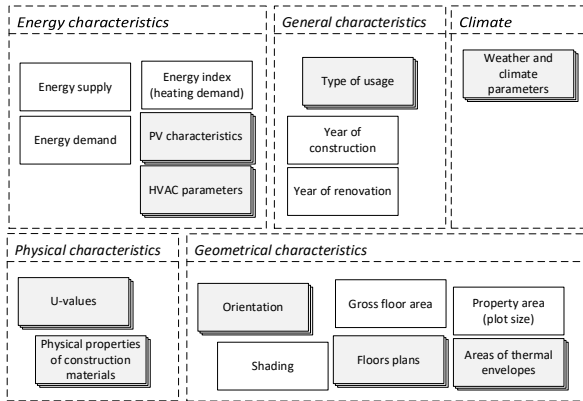 Energy characteristics
Energy supply
Energy index
(heating demand)
Energy demand
PV characteristics
HVAC parameters
General characteristics
Type of usage
Year of
construction
Year of renovation
Climate
Weather and
climate
parameters
Physical characteristics
U-values
Physical properties
of construction
materials
Geometrical characteristics
Orientation
Gross floor area
Property area
(plot size)
Shading
Floors plans
Areas of thermal
envelopes